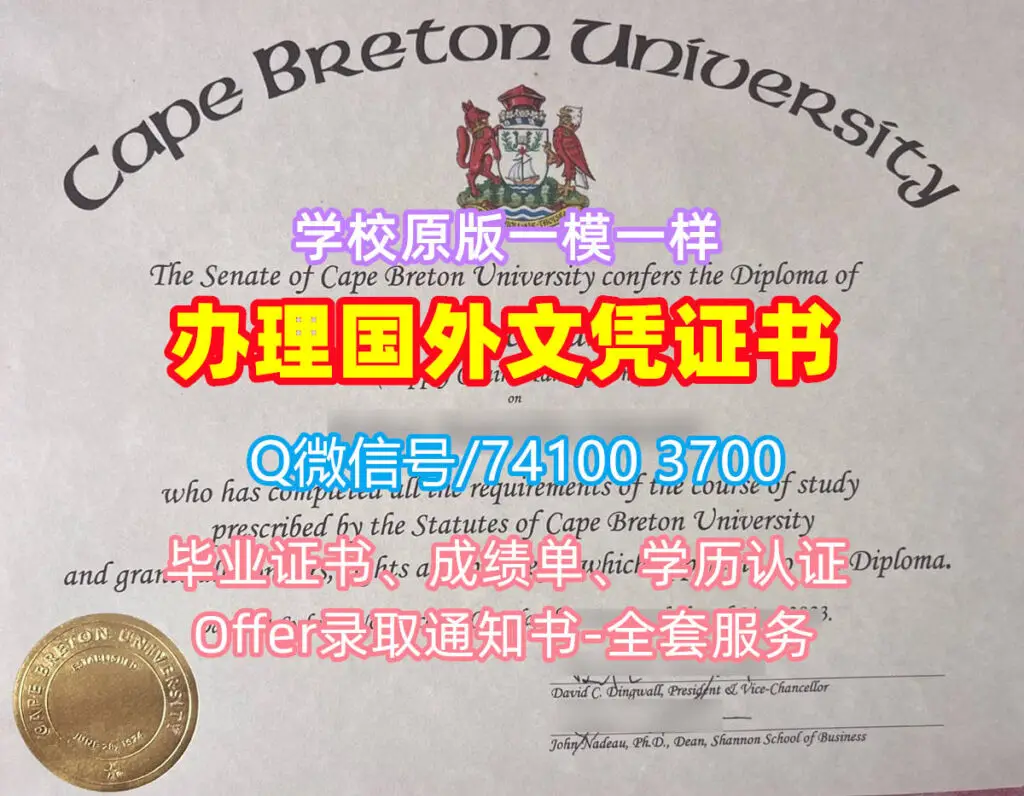 Cape Breton University
学校原版一模一样
The Senate of Cape Breton University confers the Diploma of
办理国外文凭证书
on
Q微信号/74100 3700
who has completed all the requirements of the course of study
prescribed by the Statutes of Cape Breton University
毕业证书、成绩单、学历认证
and Diploma.
Offer录取通知书-全套服务
CAPE BRETON UNIVERSITY
ESTABLISHED
JUNE 20, 1974
David C. Dingwall, President & Vice-Chancellor
John Nadeau, Ph.D., Dean, Shannon School of Business